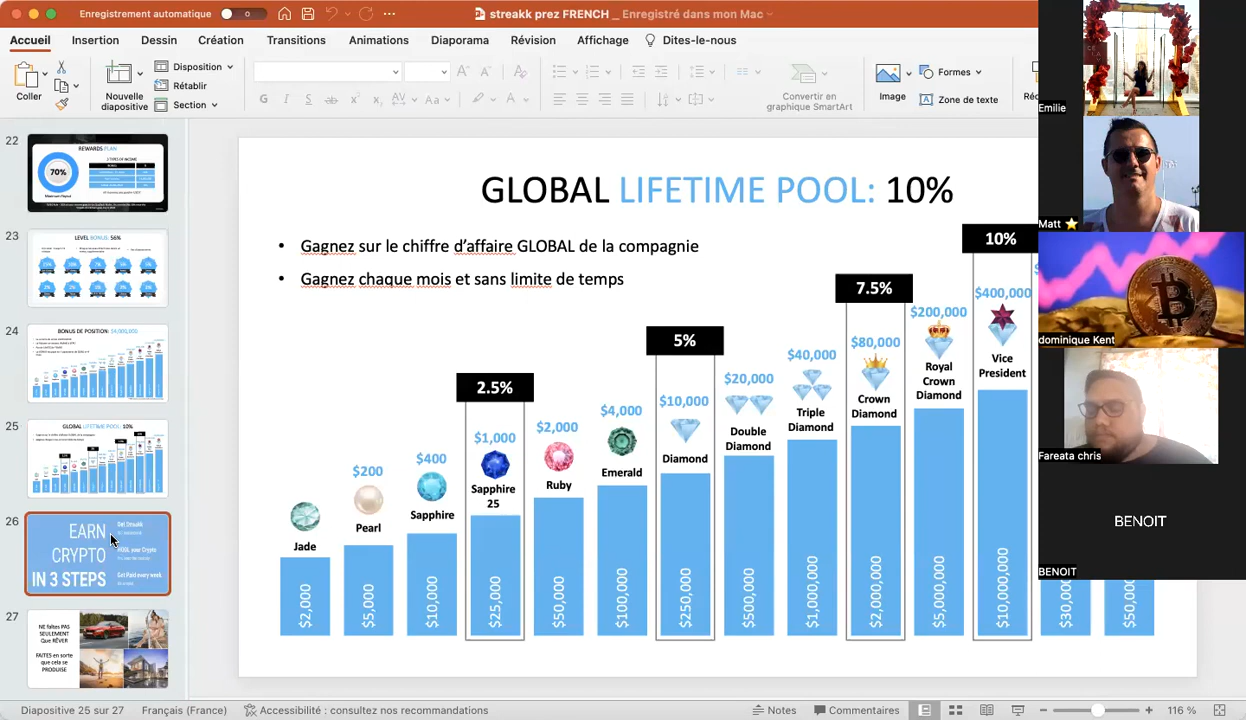 Enregistrement automatique
streakk prez FRENCH _ Enregistré dans mon Mac
Accueil Insertion Dessin Création Transitions Animations Diaporama Révision Affichage Dites-le-nous
Coller
Nouvelle
diapositive
Disposition
Rétablir
Section
G I S
Convertir en
graphique SmartArt
Image
Formes
Zone de texte
22
REWARDS PLAN
70%
23
LEVEL BONUS: 56%
24
BONUS DE POSITION: $4,000,000
25
GLOBAL LIFETIME POOL: 10%
26
EARN
CRYPTO
IN 3 STEPS
Get Streakk
HODL your Crypto
Get Paid every week
27
NE faites PAS
SEULEMENT
Que RÊVER
FAITES en sorte
que cela se
PRODUISE
GLOBAL LIFETIME POOL: 10%
• Gagnez sur le chiffre d'affaire GLOBAL de la compagnie
• Gagnez chaque mois et sans limite de temps
Jade
$2,000
$200
Pearl
$5,000
$400
Sapphire
$10,000
2.5%
$1,000
Sapphire
25
$25,000
$2,000
Ruby
$50,000
$4,000
Emerald
$100,000
5%
$10,000
Diamond
$250,000
$20,000
Double
Diamond
$500,000
$40,000
Triple
Diamond
$1,000,000
7.5%
$80,000
Crown
Diamond
$2,000,000
$200,000
Royal
Crown
Diamond
$5,000,000
10%
$400,000
Vice
President
$10,000,000
Emilie
Matt
dominique Kent
Fareata chris
BENOIT
BENOIT
Diapositive 25 sur 27 Français (France) Accessibilité : consultez nos recommandations
Notes Commentaires 116 %